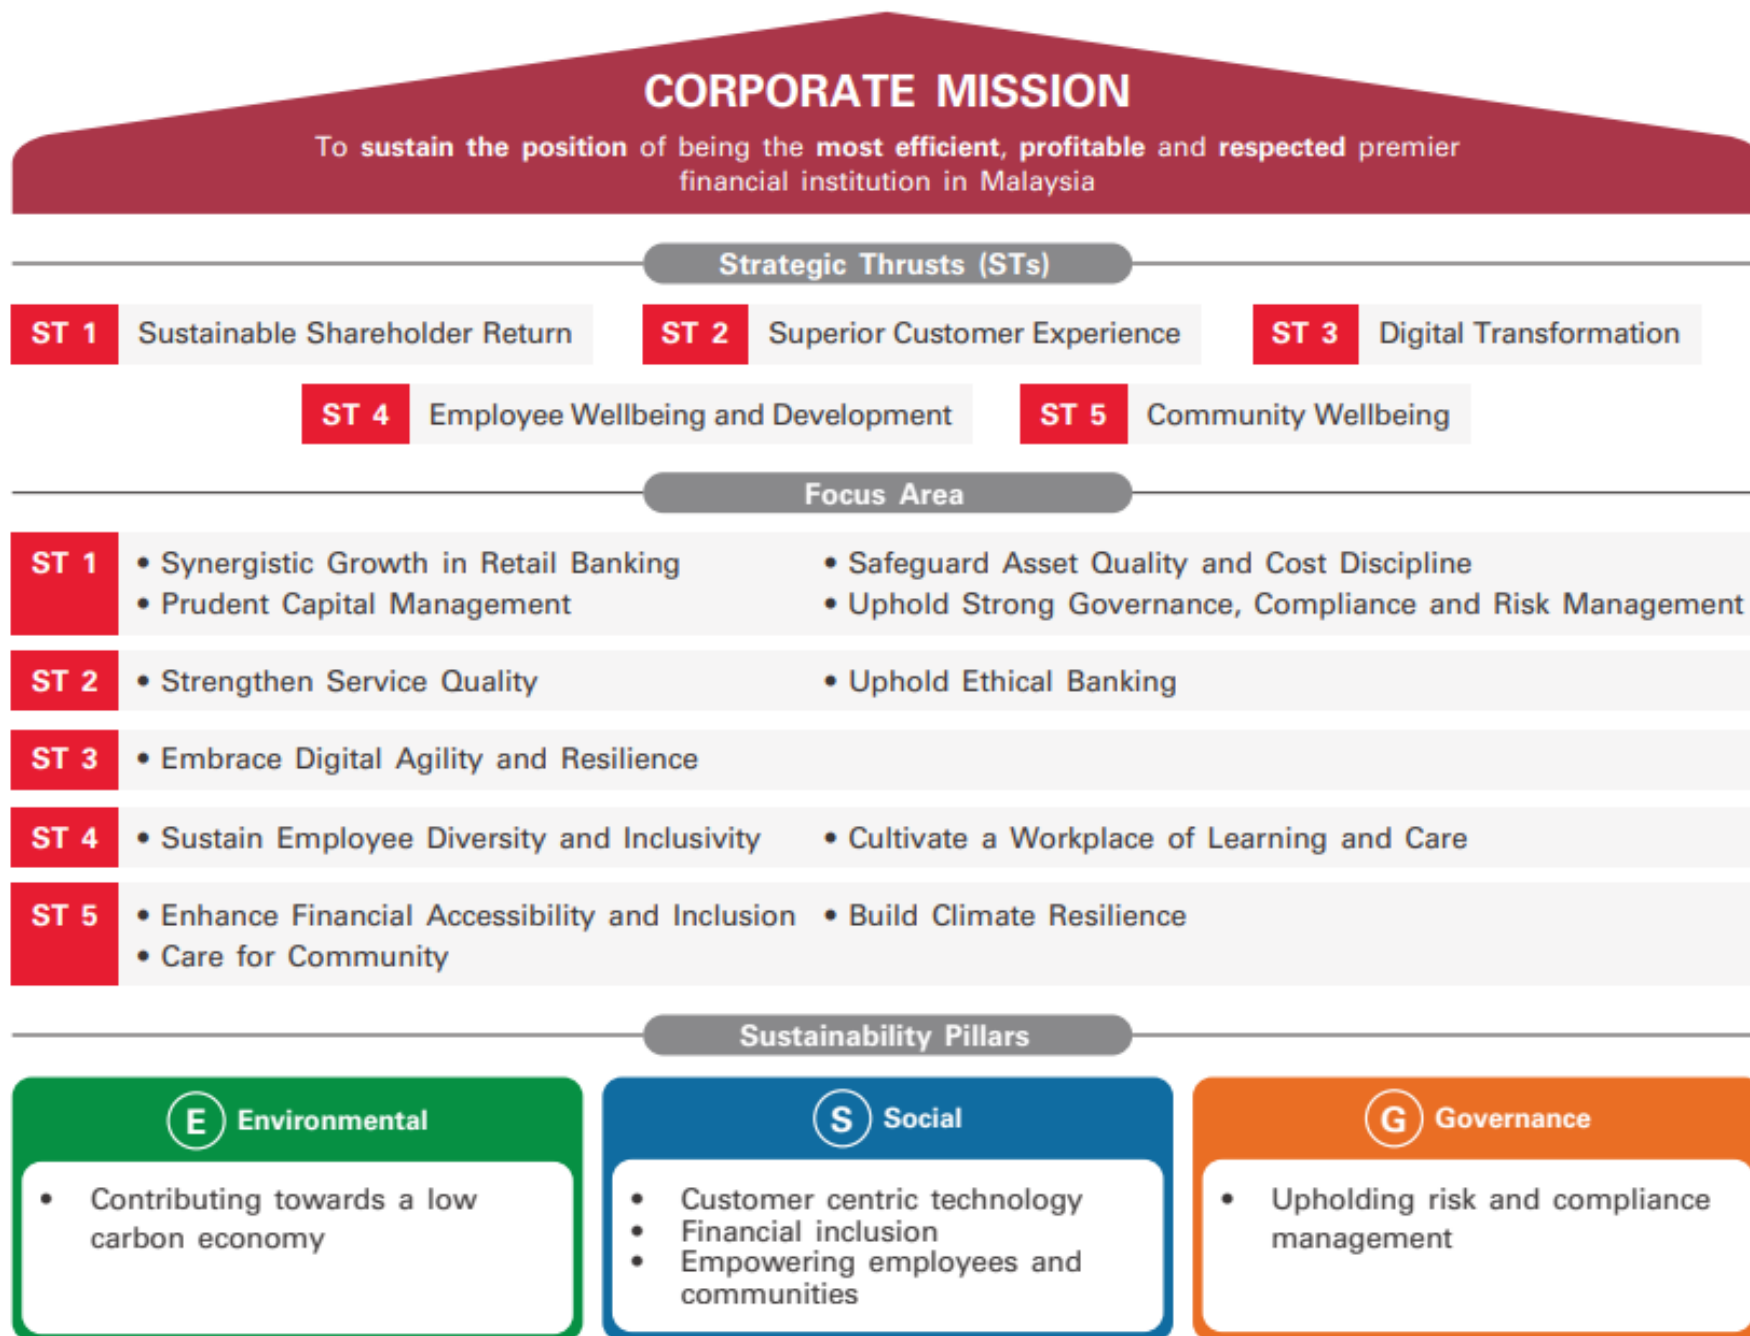 CORPORATE MISSION
To sustain the position of being the most efficient, profitable and respected premier
financial institution in Malaysia
Strategic Thrusts (STs)
ST 1 Sustainable Shareholder Return
ST 2 Superior Customer Experience
ST 3 Digital Transformation
ST 4 Employee Wellbeing and Development
ST 5 Community Wellbeing
Focus Area
ST 1
• Synergistic Growth in Retail Banking
• Prudent Capital Management
• Safeguard Asset Quality and Cost Discipline
• Uphold Strong Governance, Compliance and Risk Management
ST 2
• Strengthen Service Quality
• Uphold Ethical Banking
ST 3
• Embrace Digital Agility and Resilience
ST 4
• Sustain Employee Diversity and Inclusivity
• Cultivate a Workplace of Learning and Care
ST 5
• Enhance Financial Accessibility and Inclusion
• Care for Community
• Build Climate Resilience
Sustainability Pillars
E Environmental
• Contributing towards a low
carbon economy
S Social
• Customer centric technology
• Financial inclusion
• Empowering employees and
communities
G Governance
• Upholding risk and compliance
management